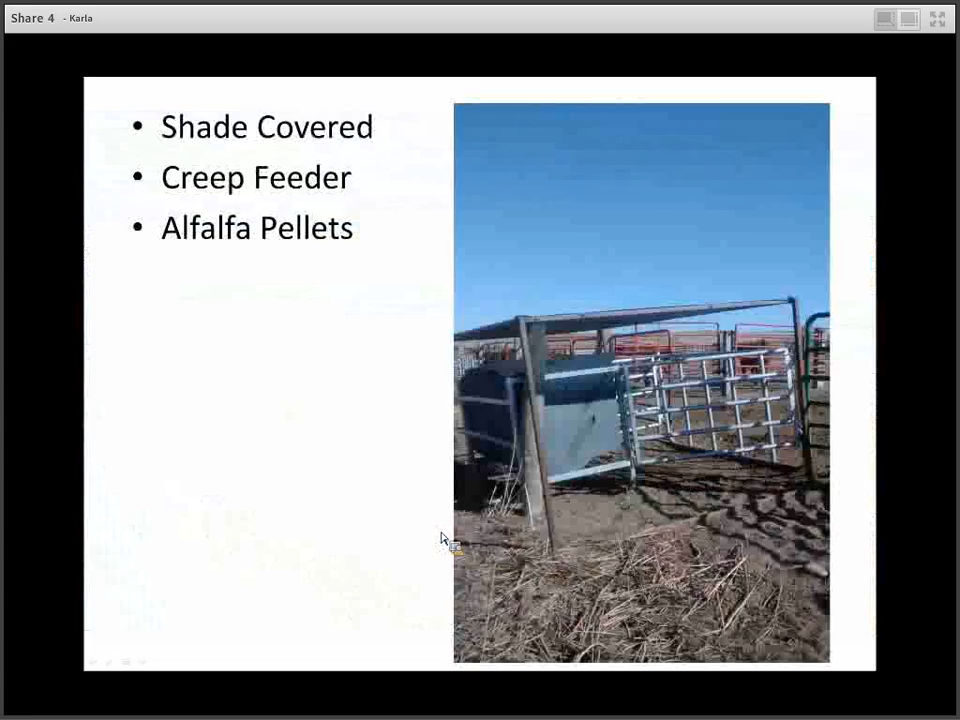 Share 4 - Karla
• Shade Covered
• Creep Feeder
• Alfalfa Pellets